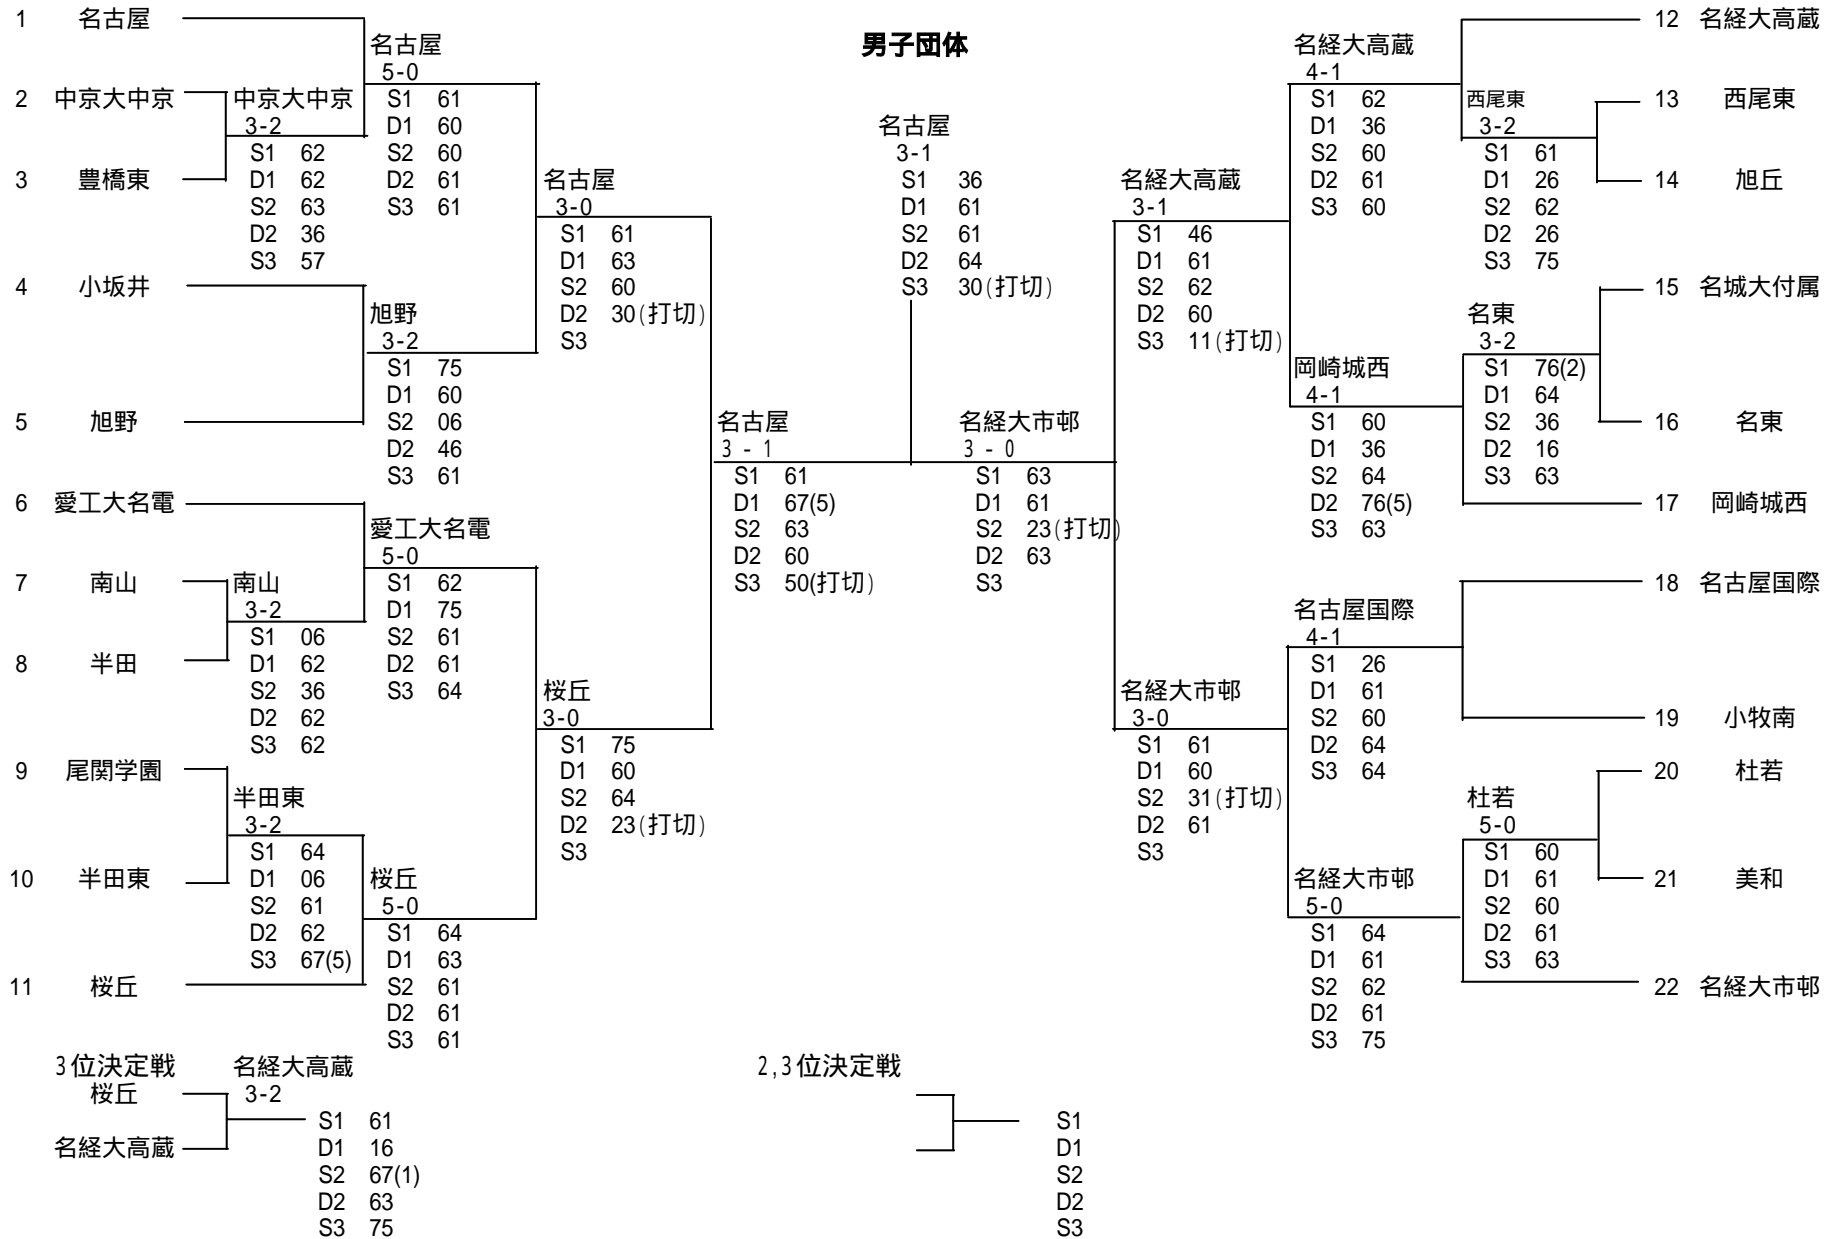 男子団体
1 名古屋
2 中京大中京
3 豊橋東
4 小坂井
5 旭野
6 愛工大名電
7 南山
8 半田
9 尾関学園
10 半田東
11 桜丘
中京大中京
3-2
S1 62
D1 62
S2 63
D2 36
S3 57
南山
3-2
S1 06
D1 62
S2 36
D2 62
S3 62
半田東
3-2
S1 64
D1 06
S2 61
D2 62
S3 67(5)
名古屋
5-0
S1 61
D1 60
S2 60
D2 61
S3 61
旭野
3-2
S1 75
D1 60
S2 06
D2 46
S3 61
愛工大名電
5-0
S1 62
D1 75
S2 61
D2 61
S3 64
桜丘
5-0
S1 64
D1 63
S2 61
D2 61
S3 61
名古屋
3-0
S1 61
D1 63
S2 60
D2 30(打切)
S3
桜丘
3-0
S1 75
D1 60
S2 64
D2 23(打切)
S3
名古屋
3 - 1
S1 61
D1 67(5)
S2 63
D2 60
S3 50(打切)
名古屋
3-1
S1 36
D1 61
S2 61
D2 64
S3 30(打切)
名経大市邨
3 - 0
S1 63
D1 61
S2 23(打切)
D2 63
S3
名経大高蔵
3-1
S1 46
D1 61
S2 62
D2 60
S3 11(打切)
名経大市邨
3-0
S1 61
D1 60
S2 31(打切)
D2 61
S3
名経大高蔵
4-1
S1 62
D1 36
S2 60
D2 61
S3 60
岡崎城西
4-1
S1 60
D1 36
S2 64
D2 76(5)
S3 63
名古屋国際
4-1
S1 26
D1 61
S2 60
D2 64
S3 64
名経大市邨
5-0
S1 64
D1 61
S2 62
D2 61
S3 75
西尾東
3-2
S1 61
D1 26
S2 62
D2 26
S3 75
名東
3-2
S1 76(2)
D1 64
S2 36
D2 16
S3 63
杜若
5-0
S1 60
D1 61
S2 60
D2 61
S3 63
12 名経大高蔵
13 西尾東
14 旭丘
15 名城大付属
16 名東
17 岡崎城西
18 名古屋国際
19 小牧南
20 杜若
21 美和
22 名経大市邨
3位決定戦
桜丘
名経大高蔵
名経大高蔵
3-2
S1 61
D1 16
S2 67(1)
D2 63
S3 75
2,3位決定戦
S1
D1
S2
D2
S3